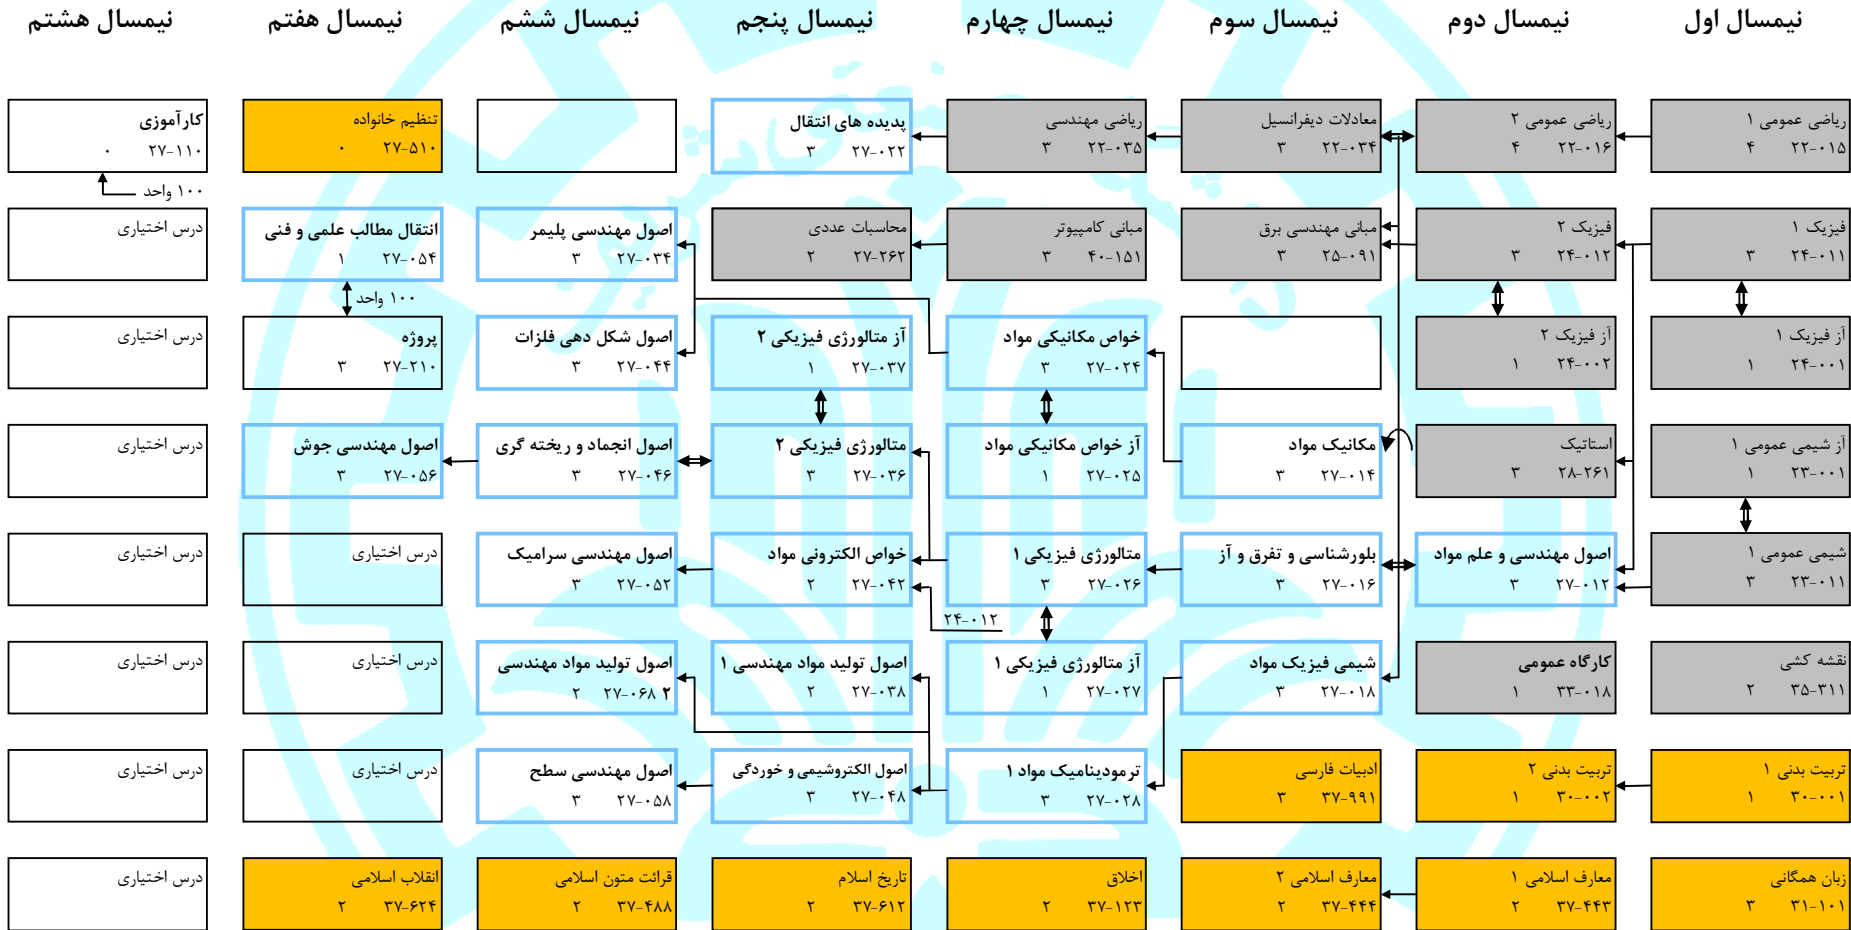 نیمسال اول
نیمسال دوم
نیمسال سوم
نیمسال چهارم
نیمسال پنجم
نیمسال ششم
نیمسال هفتم
نیمسال هشتم
ریاضی عمومی ۱
۲۲-۰۱۵ ۴
ریاضی عمومی ۲
۲۲-۰۱۶ ۴
معادلات دیفرانسیل
۲۲-۰۳۴ ۳
ریاضی مهندسی
۲۲-۰۳۵ ۳
پدیده های انتقال
۲۷-۰۲۲ ۳
تنظیم خانواده
۲۷-۵۱۰ ۰
کارآموزی
۲۷-۱۱۰ ۰
۱۰۰ واحد
فیزیک ۱
۲۴-۰۱۱ ۳
فیزیک ۲
۲۴-۰۱۲ ۳
مبانی مهندسی برق
۲۵-۰۹۱ ۳
مبانی کامپیوتر
۴۰-۱۵۱ ۳
محاسبات عددی
۲۷-۲۶۲ ۲
اصول مهندسی پلیمر
۲۷-۰۳۴ ۳
انتقال مطالب علمی و فنی
۲۷-۰۵۴ ۱
درس اختیاری
۱۰۰ واحد
آز فیزیک ۱
۲۴-۰۰۱ ۱
آز فیزیک ۲
۲۴-۰۰۲ ۱
خواص مکانیکی مواد
۲۷-۰۲۴ ۳
آز متالورژی فیزیکی ۲
۲۷-۰۳۷ ۱
اصول شکل دهی فلزات
۲۷-۰۴۴ ۳
پروژه
۲۷-۲۱۰ ۳
درس اختیاری
آز شیمی عمومی ۱
۲۳-۰۰۱ ۱
استاتیک
۲۸-۲۶۱ ۳
مکانیک مواد
۲۷-۰۱۴ ۳
آز خواص مکانیکی مواد
۲۷-۰۲۵ ۱
متالورژی فیزیکی ۲
۲۷-۰۳۶ ۳
اصول انجماد و ریخته گری
۲۷-۰۴۶ ۳
اصول مهندسی جوش
۲۷-۰۵۶ ۳
درس اختیاری
شیمی عمومی ۱
۲۳-۰۱۱ ۳
اصول مهندسی و علم مواد
۲۷-۰۱۲ ۳
بلورشناسی و تفرق و آز
۲۷-۰۱۶ ۳
متالورژی فیزیکی ۱
۲۷-۰۲۶ ۳
خواص الکترونی مواد
۲۷-۰۴۲ ۲
اصول مهندسی سرامیک
۲۷-۰۵۲ ۳
درس اختیاری
درس اختیاری
۲۴-۰۱۲
نقشه کشی
۳۵-۳۱۱ ۲
کارگاه عمومی
۳۳-۰۱۸ ۱
شیمی فیزیک مواد
۲۷-۰۱۸ ۳
آز متالورژی فیزیکی ۱
۲۷-۰۲۷ ۱
اصول تولید مواد مهندسی ۱
۲۷-۰۳۸ ۲
اصول تولید مواد مهندسی
۲ ۲۷-۰۶۸ ۲
درس اختیاری
درس اختیاری
تربیت بدنی ۱
۳۰-۰۰۱ ۱
تربیت بدنی ۲
۳۰-۰۰۲ ۱
ادبیات فارسی
۳۷-۹۹۱ ۳
ترمودینامیک مواد ۱
۲۷-۰۲۸ ۳
اصول الکتروشیمی و خوردگی
۲۷-۰۴۸ ۳
اصول مهندسی سطح
۲۷-۰۵۸ ۳
درس اختیاری
درس اختیاری
زبان همگانی
۳۱-۱۰۱ ۳
معارف اسلامی ۱
۳۷-۴۴۳ ۲
معارف اسلامی ۲
۳۷-۴۴۴ ۲
اخلاق
۳۷-۱۲۳ ۲
تاریخ اسلام
۳۷-۶۱۲ ۲
قرائت متون اسلامی
۳۷-۴۸۸ ۲
انقلاب اسلامی
۳۷-۶۲۴ ۲
درس اختیاری